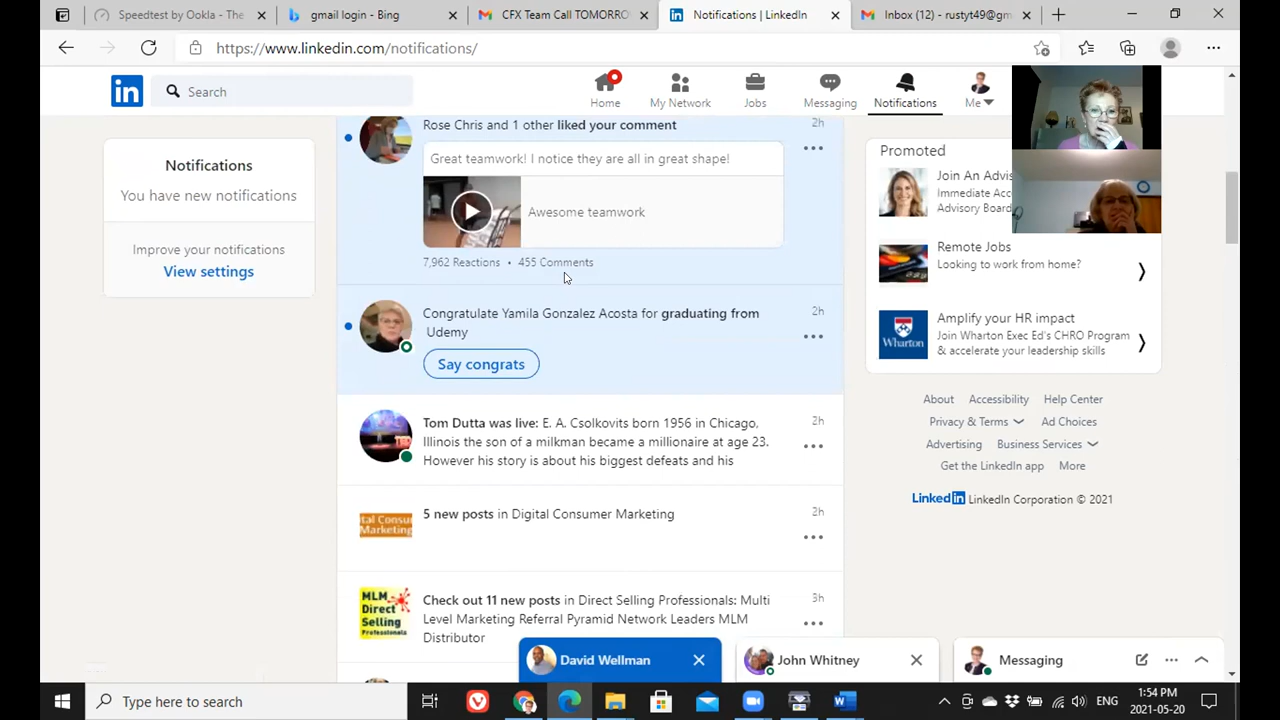 Speedtest by Ookla - The
gmail login - Bing
CFX Team Call TOMORRO
Notifications | LinkedIn
Inbox (12) - rustyt49@gm
https://www.linkedin.com/notifications/
in
Search
Home
My Network
Jobs
Messaging
Notifications
Me
Notifications
You have new notifications
Improve your notifications
View settings
Rose Chris and 1 other liked your comment
2h
Great teamwork! I notice they are all in great shape!
Awesome teamwork
7,962 Reactions • 455 Comments
Congratulate Yamila Gonzalez Acosta for graduating from
Udemy
2h
Say congrats
Tom Dutta was live: E. A. Csolkovits born 1956 in Chicago,
Illinois the son of a milkman became a millionaire at age 23.
However his story is about his biggest defeats and his
2h
ital Consu
Marketing
5 new posts in Digital Consumer Marketing
2h
MLM
Direct
Selling
Professionals
Check out 11 new posts in Direct Selling Professionals: Multi
Level Marketing Referral Pyramid Network Leaders MLM
Distributor
3h
Promoted
Join An Advis
Immediate Acc
Advisory Board
Remote Jobs
Looking to work from home?
Wharton
Amplify your HR impact
Join Wharton Exec Ed's CHRO Program
& accelerate your leadership skills
About Accessibility Help Center
Privacy & Terms Ad Choices
Advertising Business Services
Get the LinkedIn app More
LinkedIn LinkedIn Corporation © 2021
David Wellman
John Whitney
Messaging
Type here to search
ENG
1:54 PM
2021-05-20